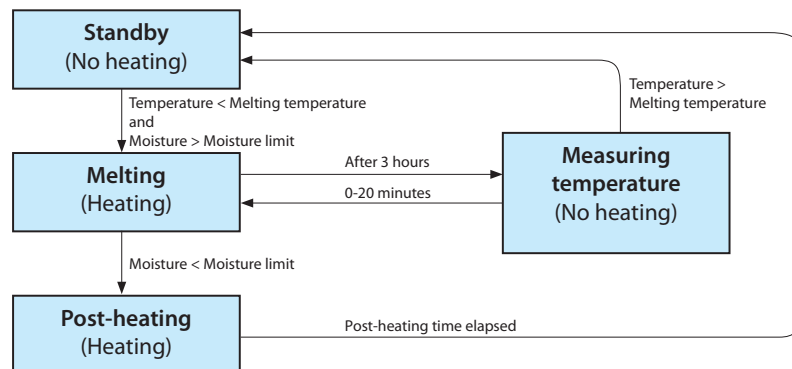 Standby
(No heating)
Temperature < Melting temperature
and
Moisture > Moisture limit
Temperature >
Melting temperature
Melting
(Heating)
After 3 hours
0-20 minutes
Measuring
temperature
(No heating)
Moisture < Moisture limit
Post-heating
(Heating)
Post-heating time elapsed